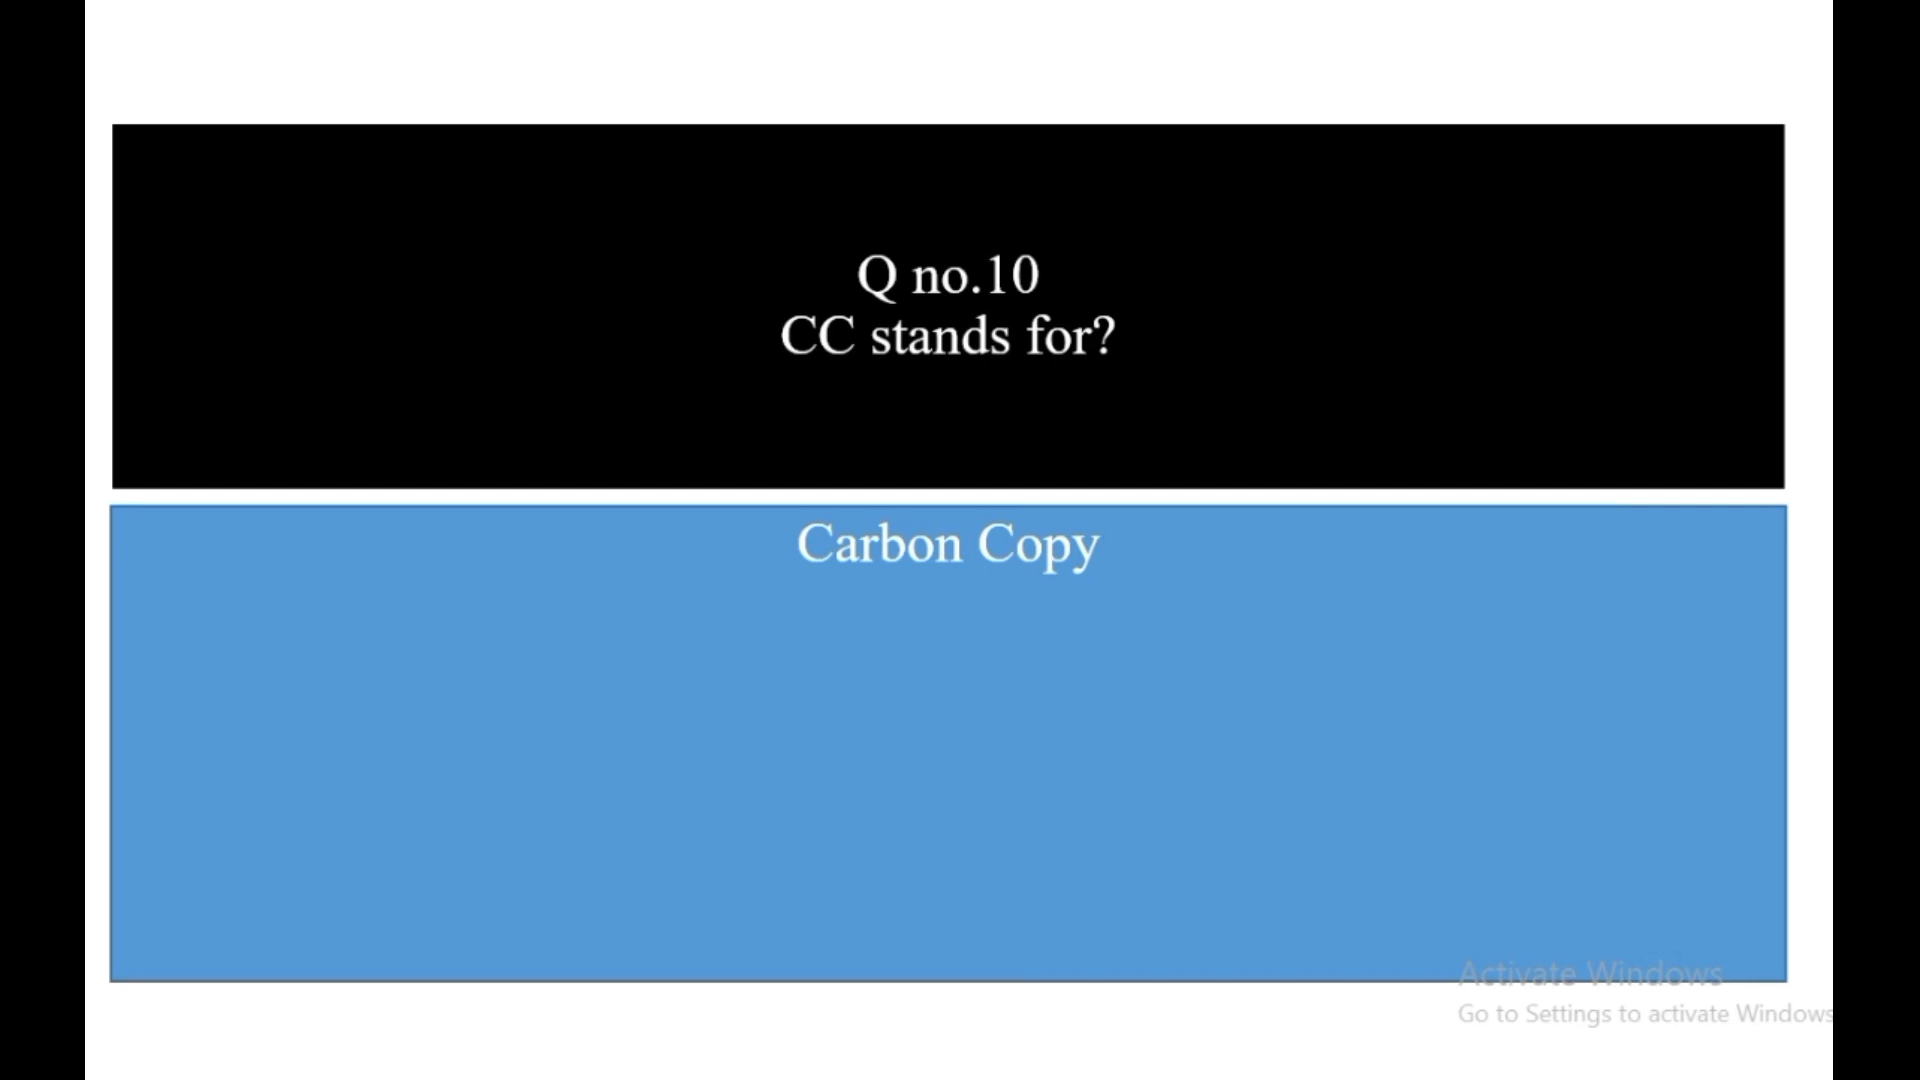 Q no.10
CC stands for?
Carbon Copy
Activate Windows
Go to Settings to activate Windows